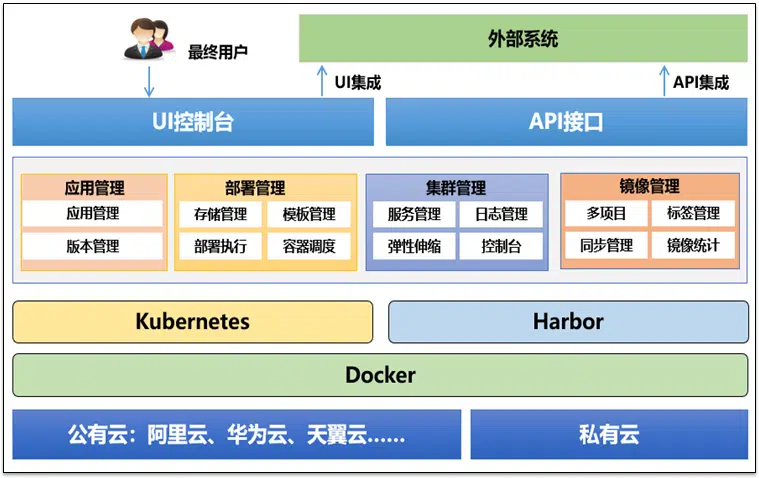 最终用户
外部系统
UI集成
API集成
UI控制台
API接口
应用管理
应用管理
版本管理
部署管理
存储管理
模板管理
部署执行
容器调度
集群管理
服务管理
日志管理
弹性伸缩
控制台
镜像管理
多项目
标签管理
同步管理
镜像统计
Kubernetes
Harbor
Docker
公有云：阿里云、华为云、天翼云……
私有云